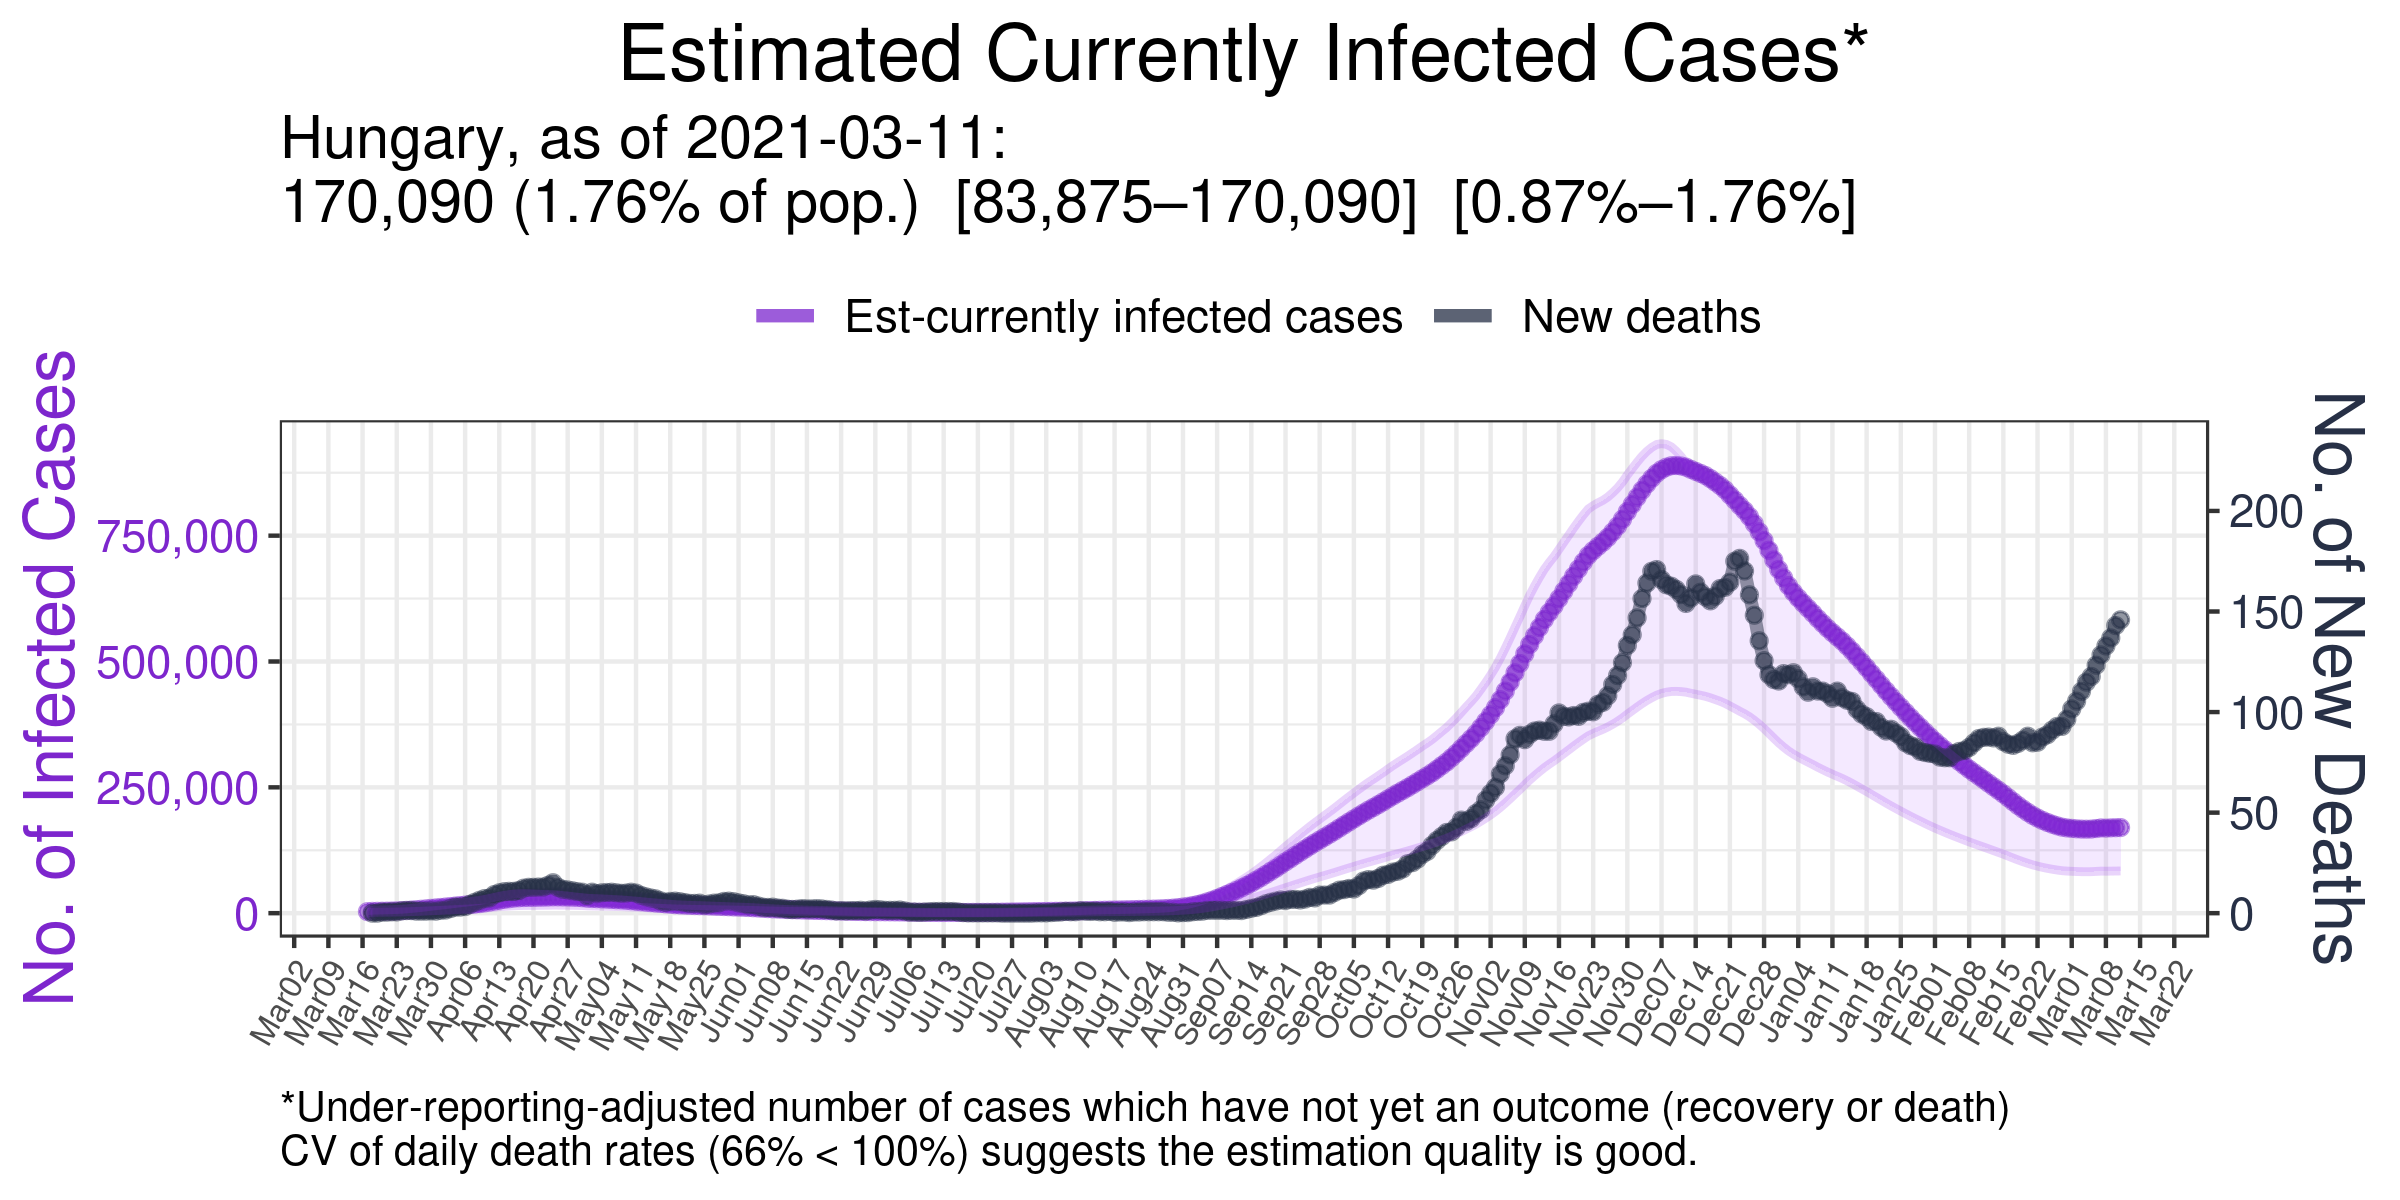 Estimated Currently Infected Cases*
Hungary, as of 2021-03-11:
170,090 (1.76% of pop.) [83,875–170,090] [0.87%–1.76%]
Est-currently infected cases New deaths
No. of Infected Cases
750,000
500,000
250,000
0
No. of New Deaths
200
150
100
50
0
Mar02 Mar09 Mar16 Mar23 Mar30 Apr06 Apr13 Apr20 Apr27 May04 May11 May18 May25 Jun01 Jun08 Jun15 Jun22 Jun29 Jul06 Jul13 Jul20 Jul27 Aug03 Aug10 Aug17 Aug24 Aug31 Sep07 Sep14 Sep21 Sep28 Oct05 Oct12 Oct19 Oct26 Nov02 Nov09 Nov16 Nov23 Nov30 Dec07 Dec14 Dec21 Dec28 Jan04 Jan11 Jan18 Jan25 Feb01 Feb08 Feb15 Feb22 Mar01 Mar08 Mar15 Mar22
*Under-reporting-adjusted number of cases which have not yet an outcome (recovery or death)
CV of daily death rates (66% < 100%) suggests the estimation quality is good.